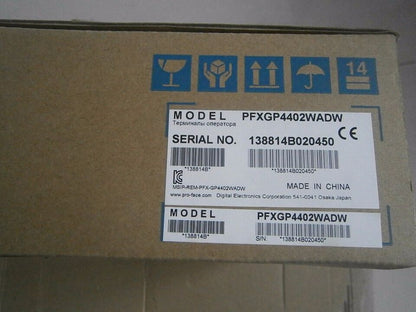 14
MODEL PFXGP4402WADW
Терминалы оператора
SERIAL NO. 138814B020450 CE
*138814B* *138814B020450*
MSIP-REM-PFX-GP4402WADW MADE IN CHINA
www.pro-face.com Digital Electronics Corporation 541-0041 Osaka Japan
MODEL PFXGP4402WADW
*138814B* S/N: *138814B020450*